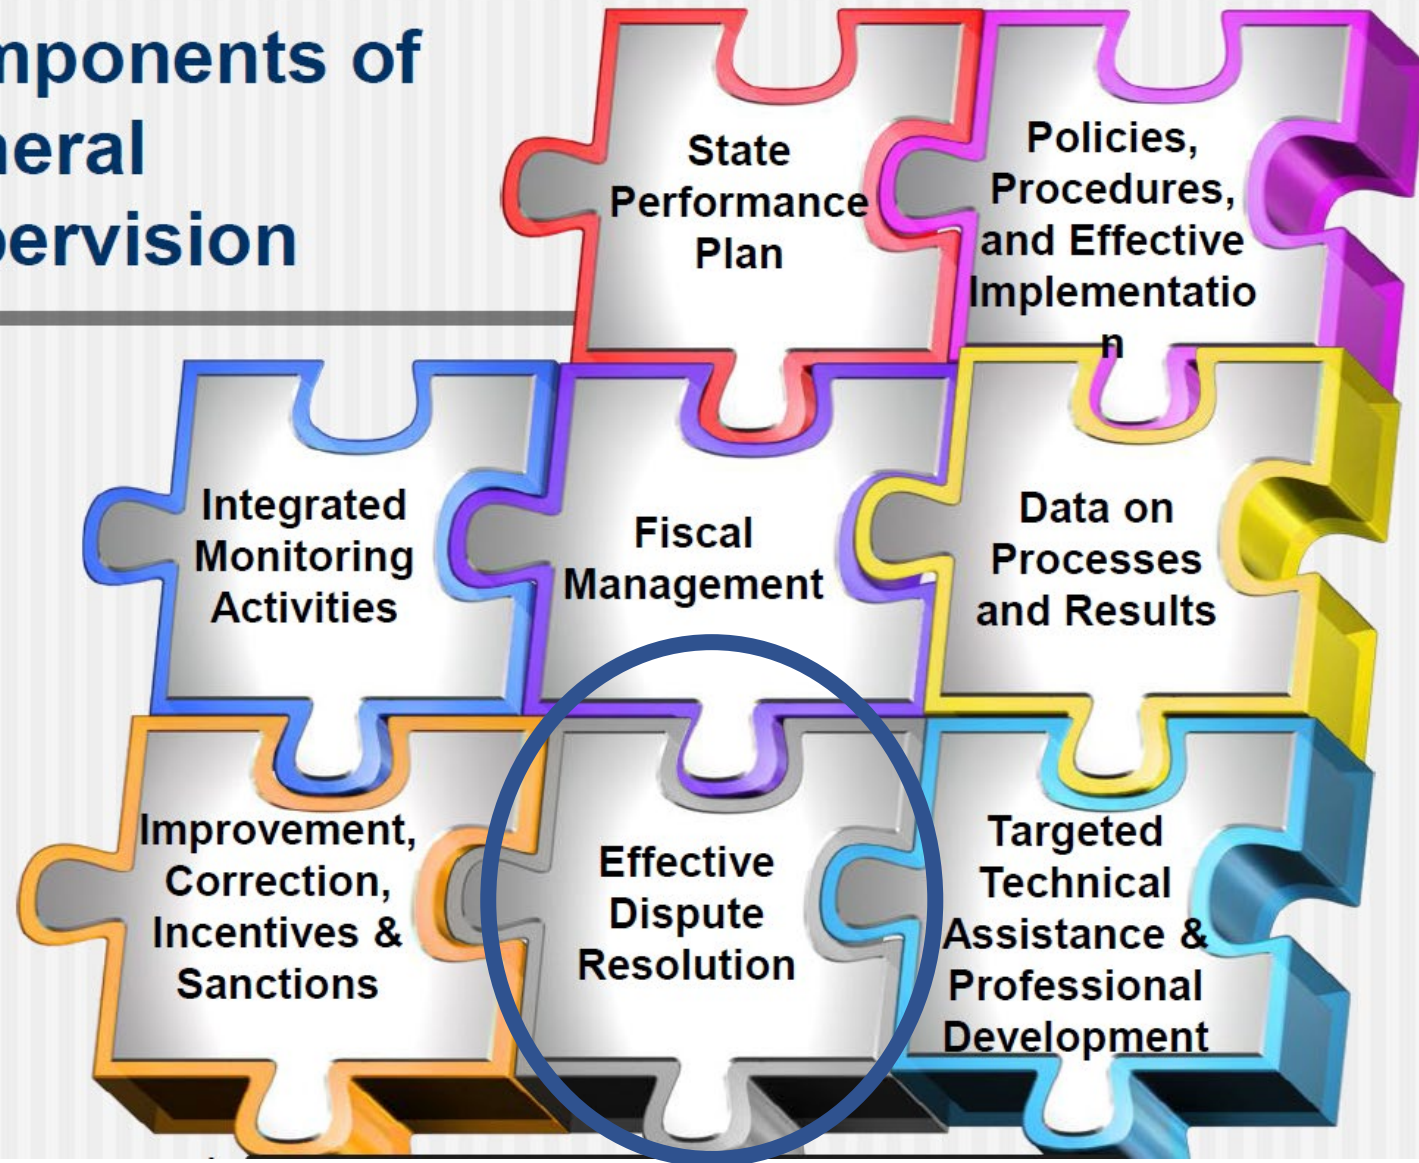 mponents of
neral
pervision
State
Performance
Plan
Policies,
Procedures,
and Effective
Implementatio
n
Integrated
Monitoring
Activities
Fiscal
Management
Data on
Processes
and Results
Improvement,
Correction,
Incentives &
Sanctions
Effective
Dispute
Resolution
Targeted
Technical
Assistance &
Professional
Development